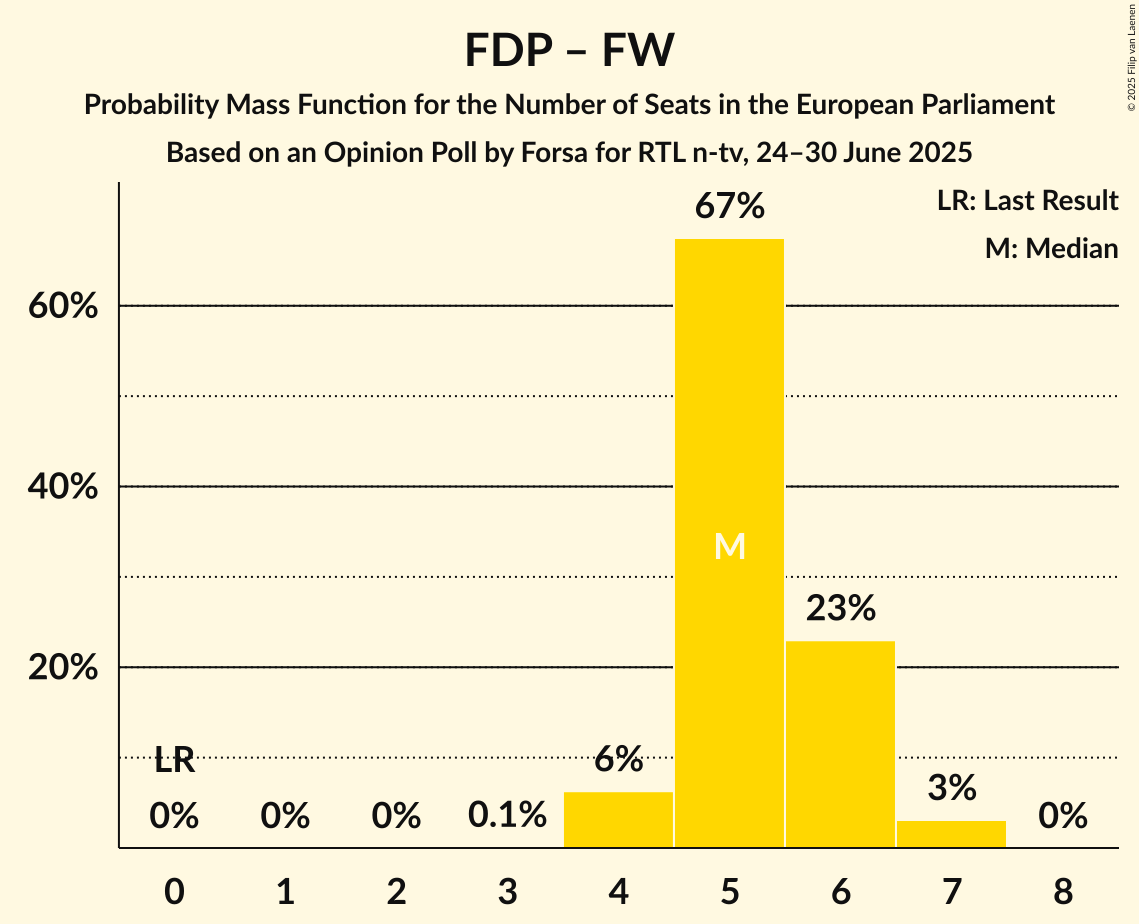 FDP – FW
Probability Mass Function for the Number of Seats in the European Parliament
Based on an Opinion Poll by Forsa for RTL n-tv, 24–30 June 2025
© 2025 Filip van Laenen
LR: Last Result
M: Median
60%
40%
20%
LR
0%
0%
0%
0.1%
6%
67%
M
23%
3%
0%
0 1 2 3 4 5 6 7 8